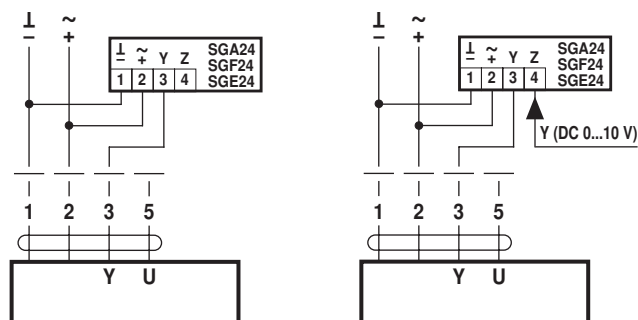 ⊥ ~
– +
⊥ ~ Y Z
– +
1 2 3 4
SGA24
SGF24
SGE24
1 2 3 5
Y U
⊥ ~
– +
⊥ ~ Y Z
– +
1 2 3 4
SGA24
SGF24
SGE24
Y (DC 0...10 V)
1 2 3 5
Y U